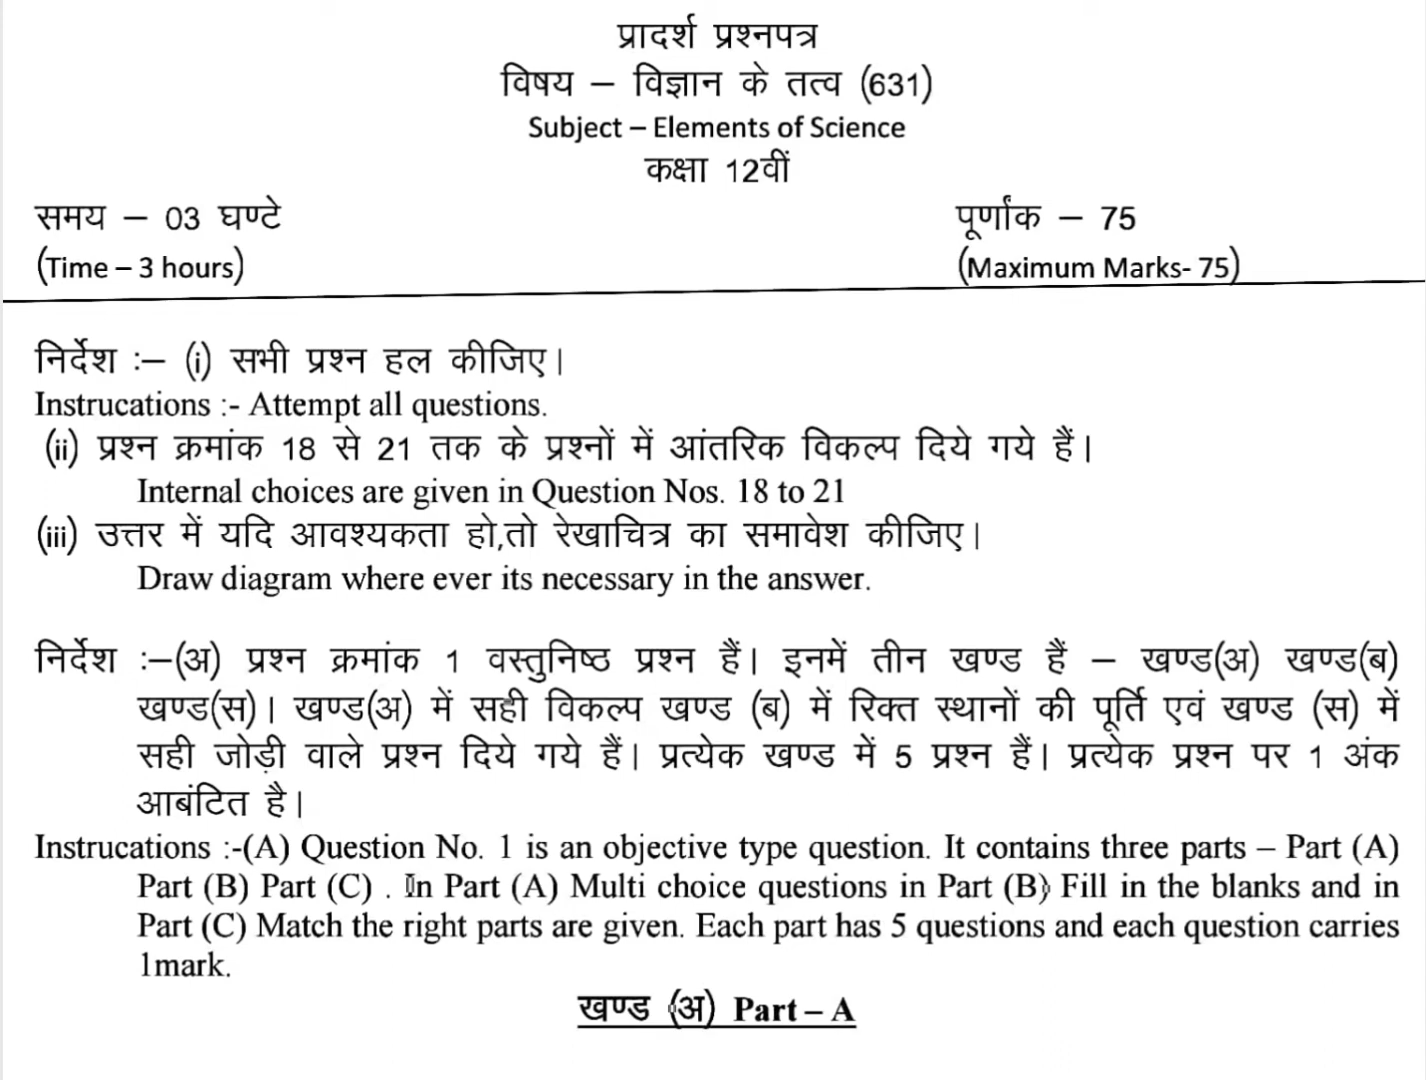 प्रादर्श प्रश्नपत्र
विषय – विज्ञान के तत्व (631)
Subject – Elements of Science
कक्षा 12वीं
समय – 03 घण्टे
पूर्णांक – 75
(Time – 3 hours)
(Maximum Marks- 75)
निर्देश :– (i) सभी प्रश्न हल कीजिए।
Instrucations :- Attempt all questions.
(ii) प्रश्न क्रमांक 18 से 21 तक के प्रश्नों में आंतरिक विकल्प दिये गये हैं।
Internal choices are given in Question Nos. 18 to 21
(iii) उत्तर में यदि आवश्यकता हो,तो रेखाचित्र का समावेश कीजिए।
Draw diagram where ever its necessary in the answer.
निर्देश :–(अ) प्रश्न क्रमांक 1 वस्तुनिष्ठ प्रश्न हैं। इनमें तीन खण्ड हैं – खण्ड(अ) खण्ड(ब)
खण्ड(स)। खण्ड(अ) में सही विकल्प खण्ड (ब) में रिक्त स्थानों की पूर्ति एवं खण्ड (स) में
सही जोड़ी वाले प्रश्न दिये गये हैं। प्रत्येक खण्ड में 5 प्रश्न हैं। प्रत्येक प्रश्न पर 1 अंक
आबंटित है।
Instrucations :-(A) Question No. 1 is an objective type question. It contains three parts – Part (A)
Part (B) Part (C) . In Part (A) Multi choice questions in Part (B) Fill in the blanks and in
Part (C) Match the right parts are given. Each part has 5 questions and each question carries
1mark.
खण्ड (अ) Part – A